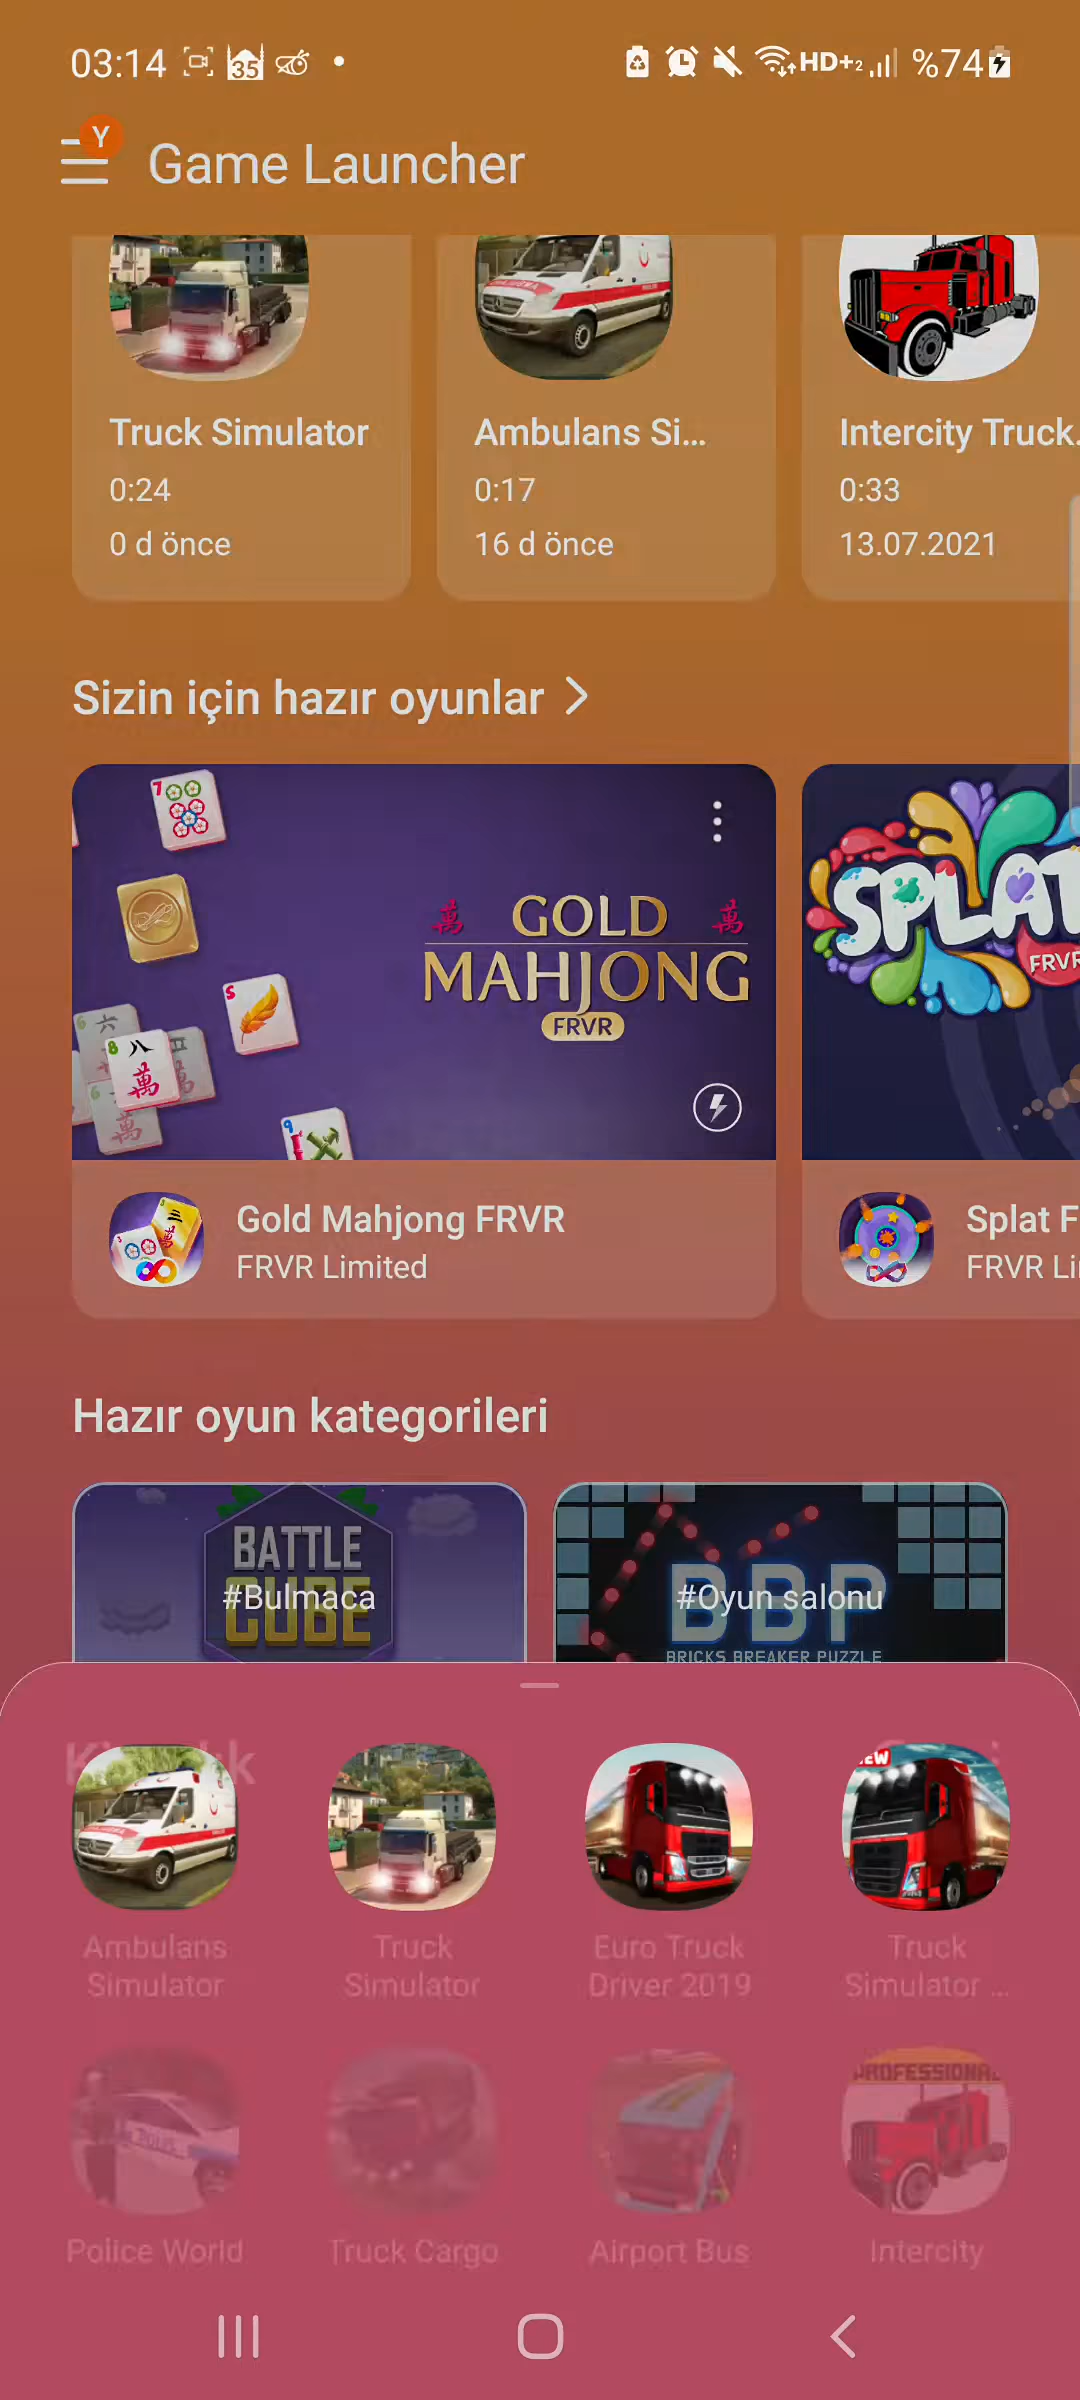 03:14 35 HD+2 %74
Y
Game Launcher
Truck Simulator
0:24
0 d önce
Ambulans Si...
0:17
16 d önce
Intercity Truck.
0:33
13.07.2021
Sizin için hazır oyunlar
GOLD
MAHJONG
FRVR
SPLAT
FRVR
Gold Mahjong FRVR
FRVR Limited
Splat F
FRVR Li
Hazır oyun kategorileri
BATTLE
CUBE
#Bulmaca
BBP
#Oyun salonu
BRICKS BREAKER PUZZLE
Ambulans
Simulator
Truck
Simulator
Euro Truck
Driver 2019
Truck
Simulator ...
PROFESSIONAL
Police World
Truck Cargo
Airport Bus
Intercity